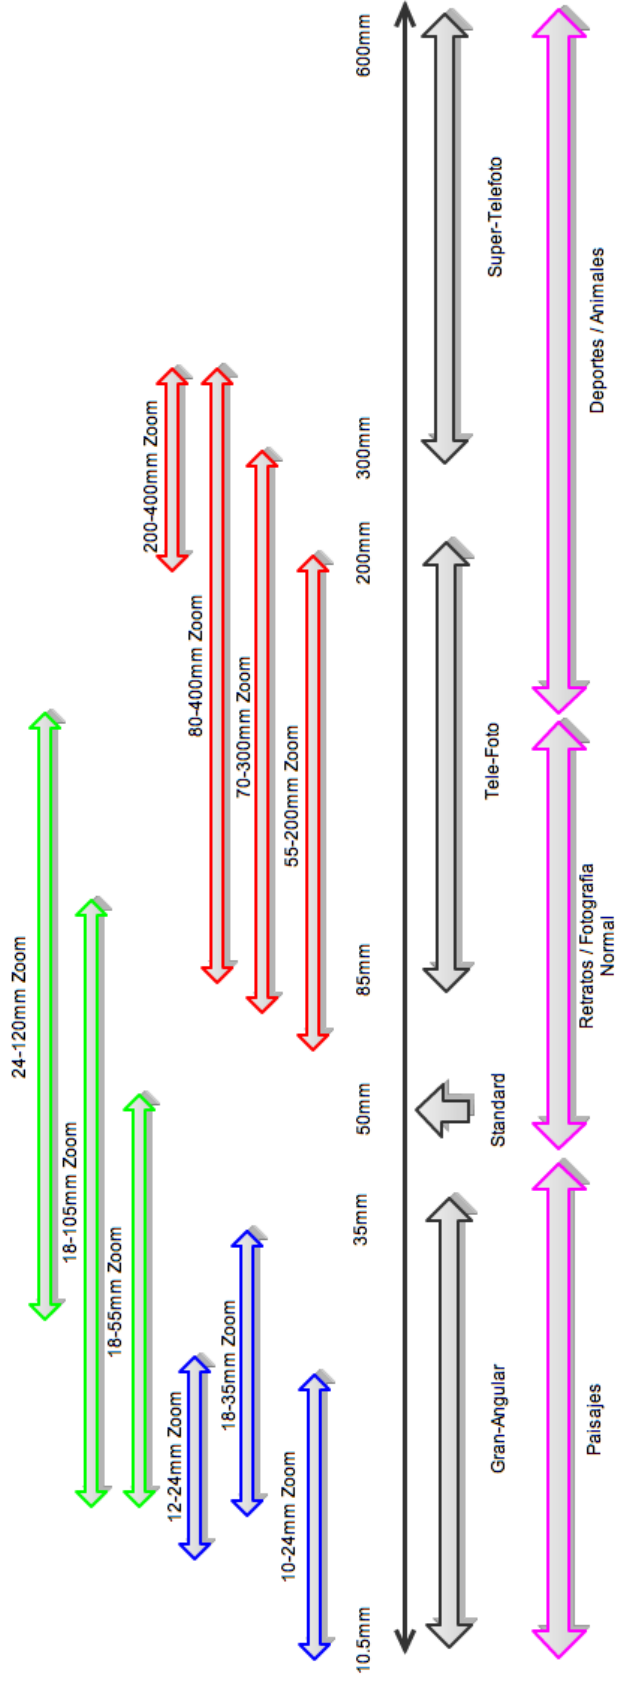 24-120mm Zoom
18-105mm Zoom
18-55mm Zoom
200-400mm Zoom
12-24mm Zoom
80-400mm Zoom
18-35mm Zoom
70-300mm Zoom
10-24mm Zoom
55-200mm Zoom
10.5mm
35mm
50mm
85mm
200mm
300mm
600mm
Gran-Angular
Standard
Tele-Foto
Super-Telefoto
Paisajes
Retratos / Fotografia
Normal
Deportes / Animales